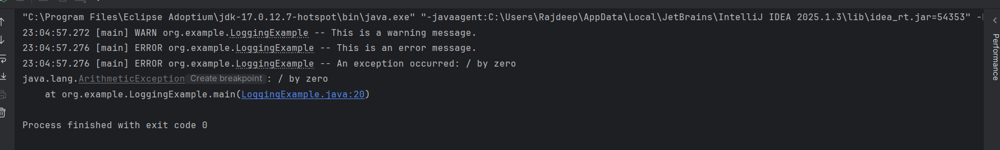 "C:\Program Files\Eclipse Adoptium\jdk-17.0.12.7-hotspot\bin\java.exe" "-javaagent:C:\Users\Rajdeep\AppData\Local\JetBrains\IntelliJ IDEA 2025.1.3\lib\idea_rt.jar=54353"
23:04:57.272 [main] WARN org.example.LoggingExample -- This is a warning message.
23:04:57.276 [main] ERROR org.example.LoggingExample -- This is an error message.
23:04:57.276 [main] ERROR org.example.LoggingExample -- An exception occurred: / by zero
java.lang.ArithmeticException Create breakpoint : / by zero
    at org.example.LoggingExample.main(LoggingExample.java:20)
Process finished with exit code 0
Performance